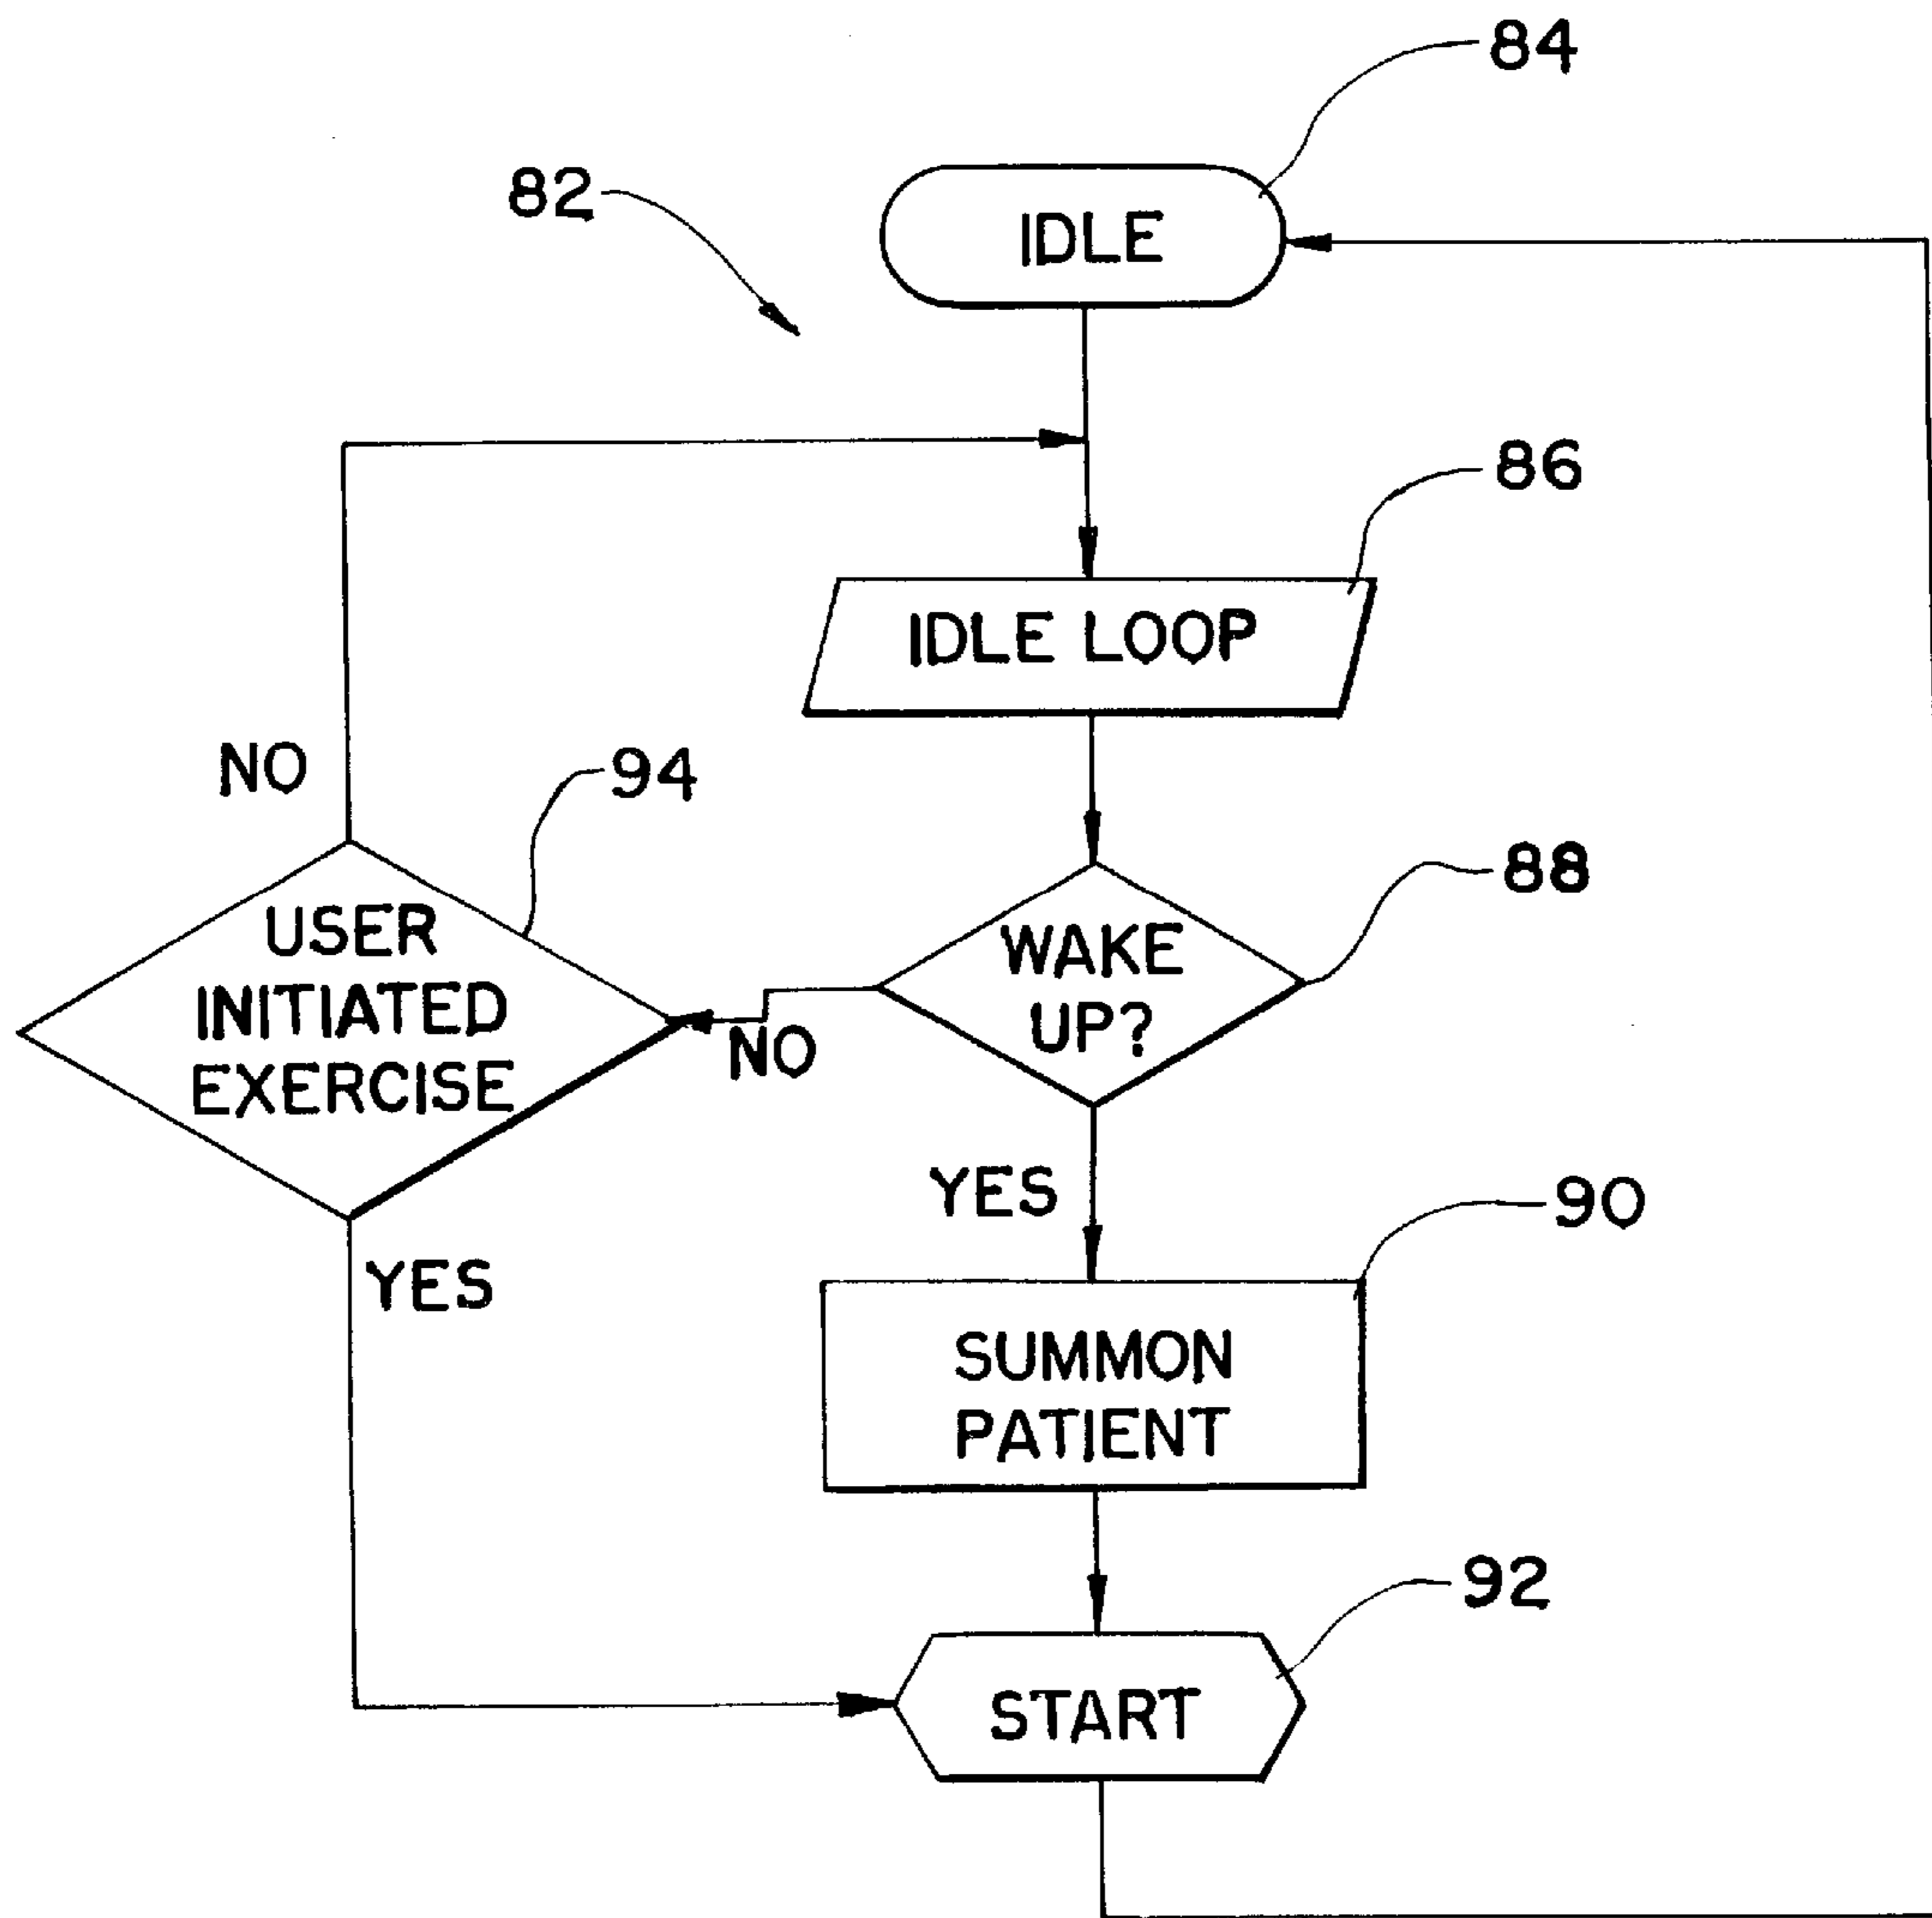 84
82
IDLE
86
IDLE LOOP
NO
94
88
USER
INITIATED
EXERCISE
WAKE
UP?
NO
YES
90
YES
SUMMON
PATIENT
92
START